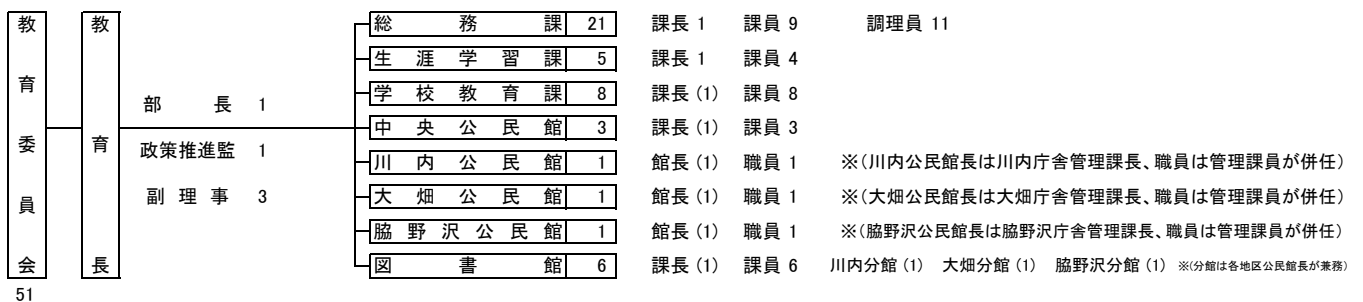 教育委員会
51
教育長
部長 1
政策推進監 1
副理事 3
総務課 21 課長 1 課員 9 調理員 11
生涯学習課 5 課長 1 課員 4
学校教育課 8 課長 (1) 課員 8
中央公民館 3 課長 (1) 課員 3
川内公民館 1 館長 (1) 職員 1 ※(川内公民館長は川内庁舎管理課長、職員は管理課員が併任)
大畑公民館 1 館長 (1) 職員 1 ※(大畑公民館長は大畑庁舎管理課長、職員は管理課員が併任)
脇野沢公民館 1 館長 (1) 職員 1 ※(脇野沢公民館長は脇野沢庁舎管理課長、職員は管理課員が併任)
図書館 6 課長 (1) 課員 6 川内分館 (1) 大畑分館 (1) 脇野沢分館 (1) ※(分館は各地区公民館長が兼務)